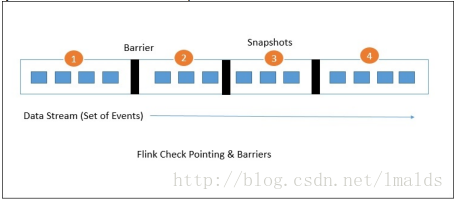 Barrier
Snapshots
1
2
3
4
Data Stream (Set of Events)
Flink Check Pointing & Barriers
http://blog.csdn.net/lmalds